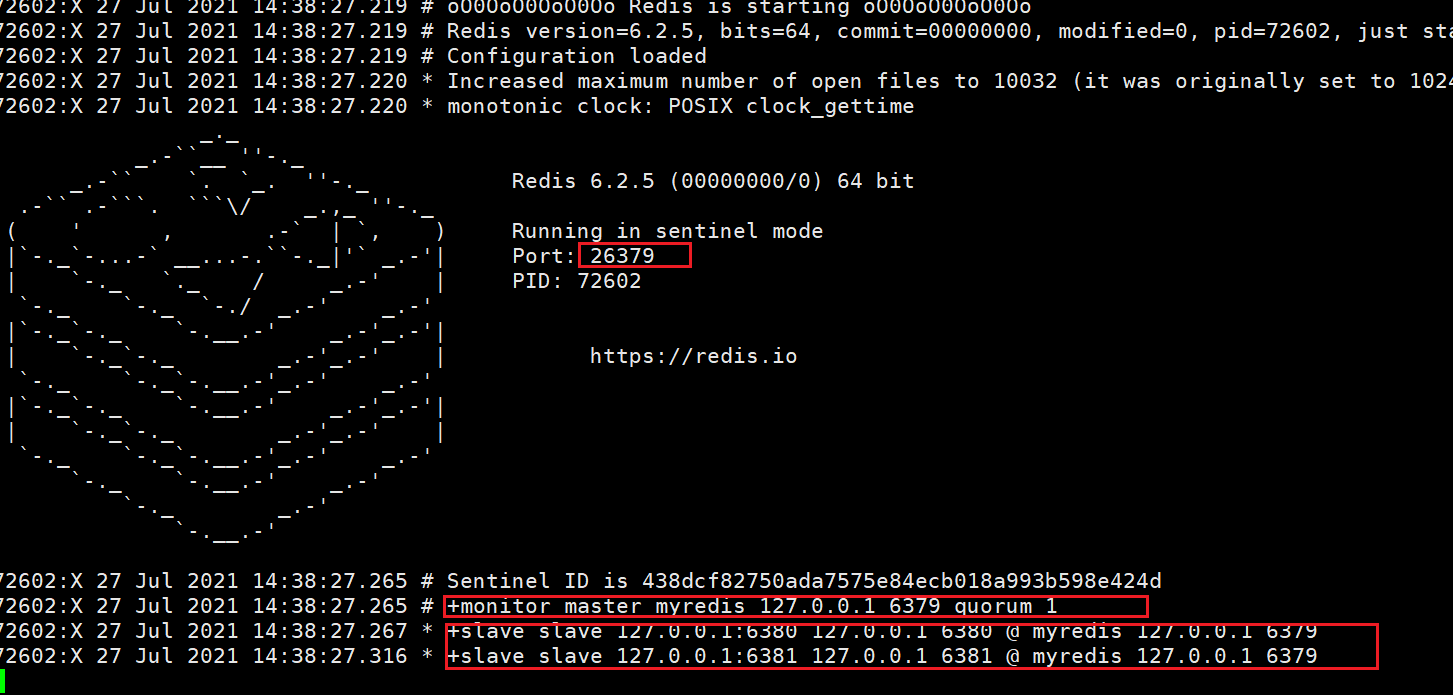 72602:X 27 Jul 2021 14:38:27.219 # oO0OoO0OoO0Oo Redis is starting oO0OoO0OoO0Oo
72602:X 27 Jul 2021 14:38:27.219 # Redis version=6.2.5, bits=64, commit=00000000, modified=0, pid=72602, just sta
72602:X 27 Jul 2021 14:38:27.219 # Configuration loaded
72602:X 27 Jul 2021 14:38:27.220 * Increased maximum number of open files to 10032 (it was originally set to 1024
72602:X 27 Jul 2021 14:38:27.220 * monotonic clock: POSIX clock_gettime
Redis 6.2.5 (00000000/0) 64 bit
Running in sentinel mode
Port: 26379
PID: 72602
https://redis.io
72602:X 27 Jul 2021 14:38:27.265 # Sentinel ID is 438dcf82750ada7575e84ecb018a993b598e424d
72602:X 27 Jul 2021 14:38:27.265 # +monitor master myredis 127.0.0.1 6379 quorum 1
72602:X 27 Jul 2021 14:38:27.267 * +slave slave 127.0.0.1:6380 127.0.0.1 6380 @ myredis 127.0.0.1 6379
72602:X 27 Jul 2021 14:38:27.316 * +slave slave 127.0.0.1:6381 127.0.0.1 6381 @ myredis 127.0.0.1 6379